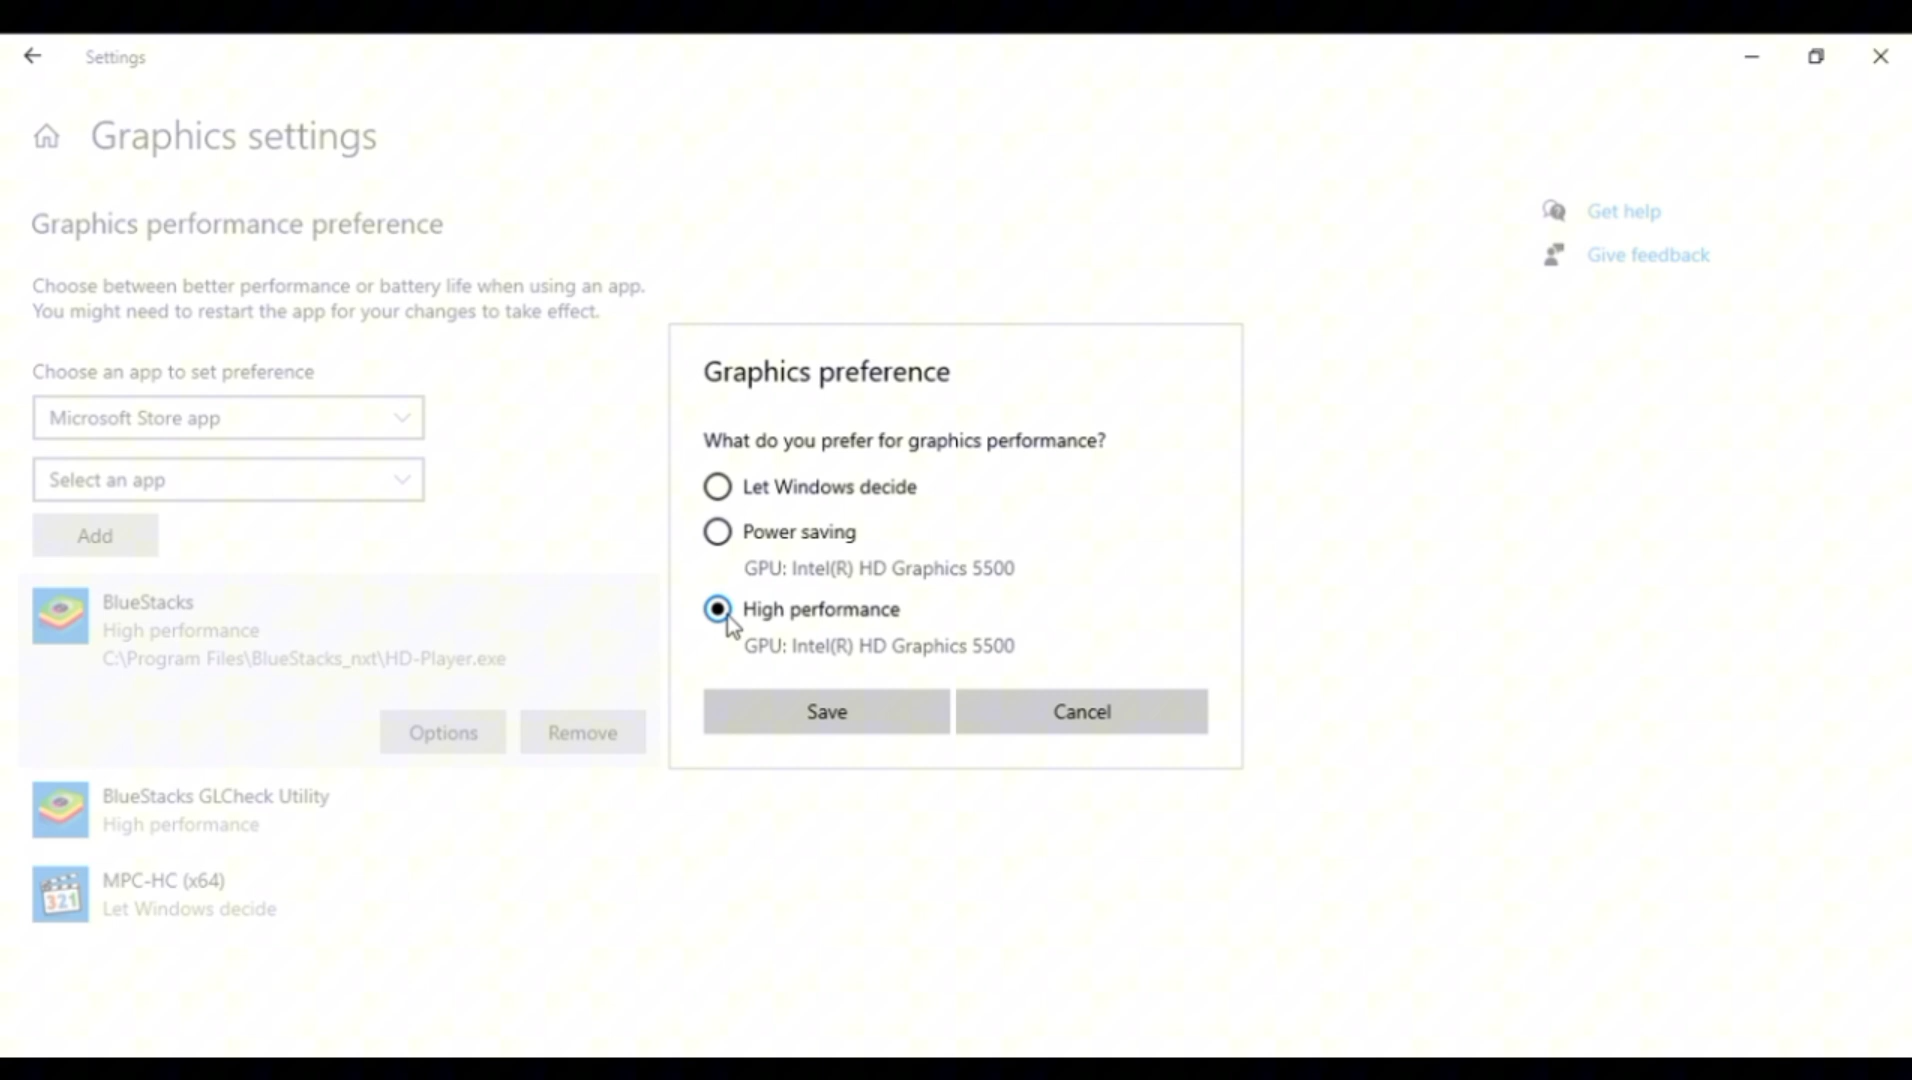 Settings
Graphics settings
Graphics performance preference
Choose between better performance or battery life when using an app.
You might need to restart the app for your changes to take effect.
Choose an app to set preference
Microsoft Store app
Select an app
Add
BlueStacks
High performance
C:\Program Files\BlueStacks_nxt\HD-Player.exe
Options Remove
BlueStacks GLCheck Utility
High performance
321
MPC-HC (x64)
Let Windows decide
Graphics preference
What do you prefer for graphics performance?
Let Windows decide
Power saving
GPU: Intel(R) HD Graphics 5500
High performance
GPU: Intel(R) HD Graphics 5500
Save Cancel
Get help
Give feedback